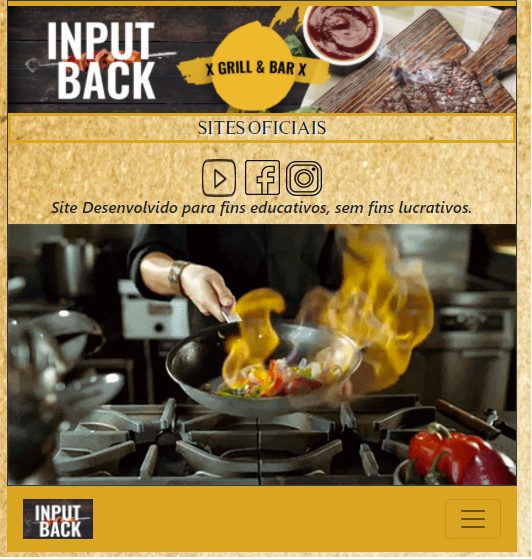 INPUT
BACK
X GRILL & BAR X
SITES OFICIAIS
Site Desenvolvido para fins educativos, sem fins lucrativos.
INPUT
BACK